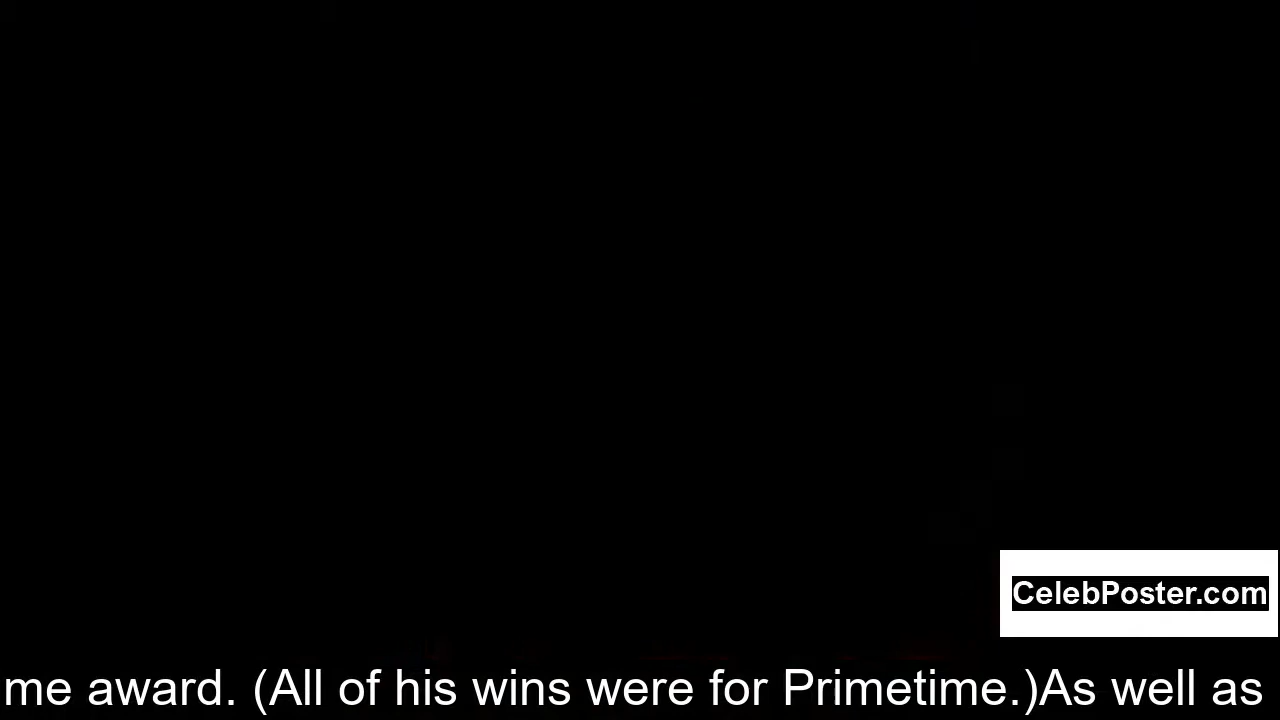 CelebPoster.com
me award. (All of his wins were for Primetime.)As well as